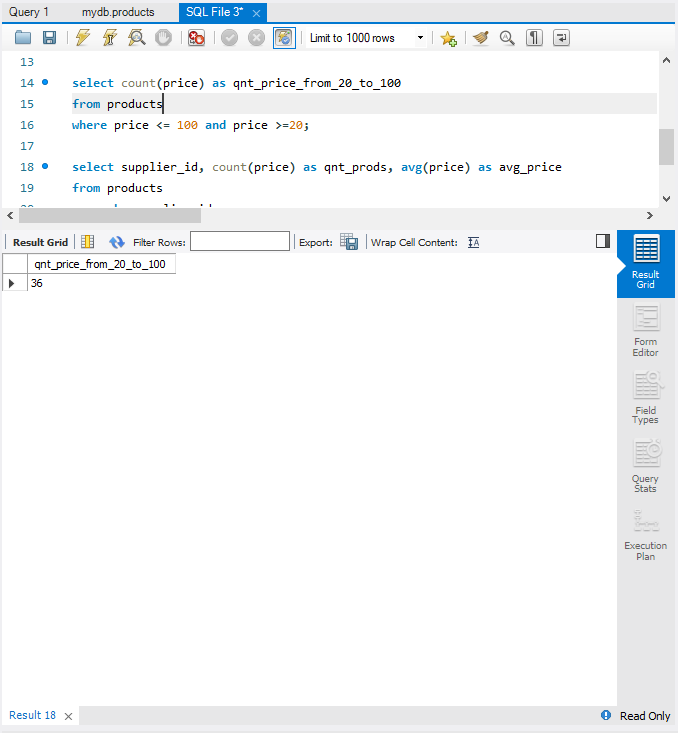 Query 1 mydb.products SQL File 3*
Limit to 1000 rows
13
14 select count(price) as qnt_price_from_20_to_100
15 from products
16 where price <= 100 and price >=20;
17
18 select supplier_id, count(price) as qnt_prods, avg(price) as avg_price
19 from products
Result Grid Filter Rows: Export: Wrap Cell Content: IA
qnt_price_from_20_to_100
36
Result
Grid
Form
Editor
Field
Types
Query
Stats
Execution
Plan
Result 18 Read Only